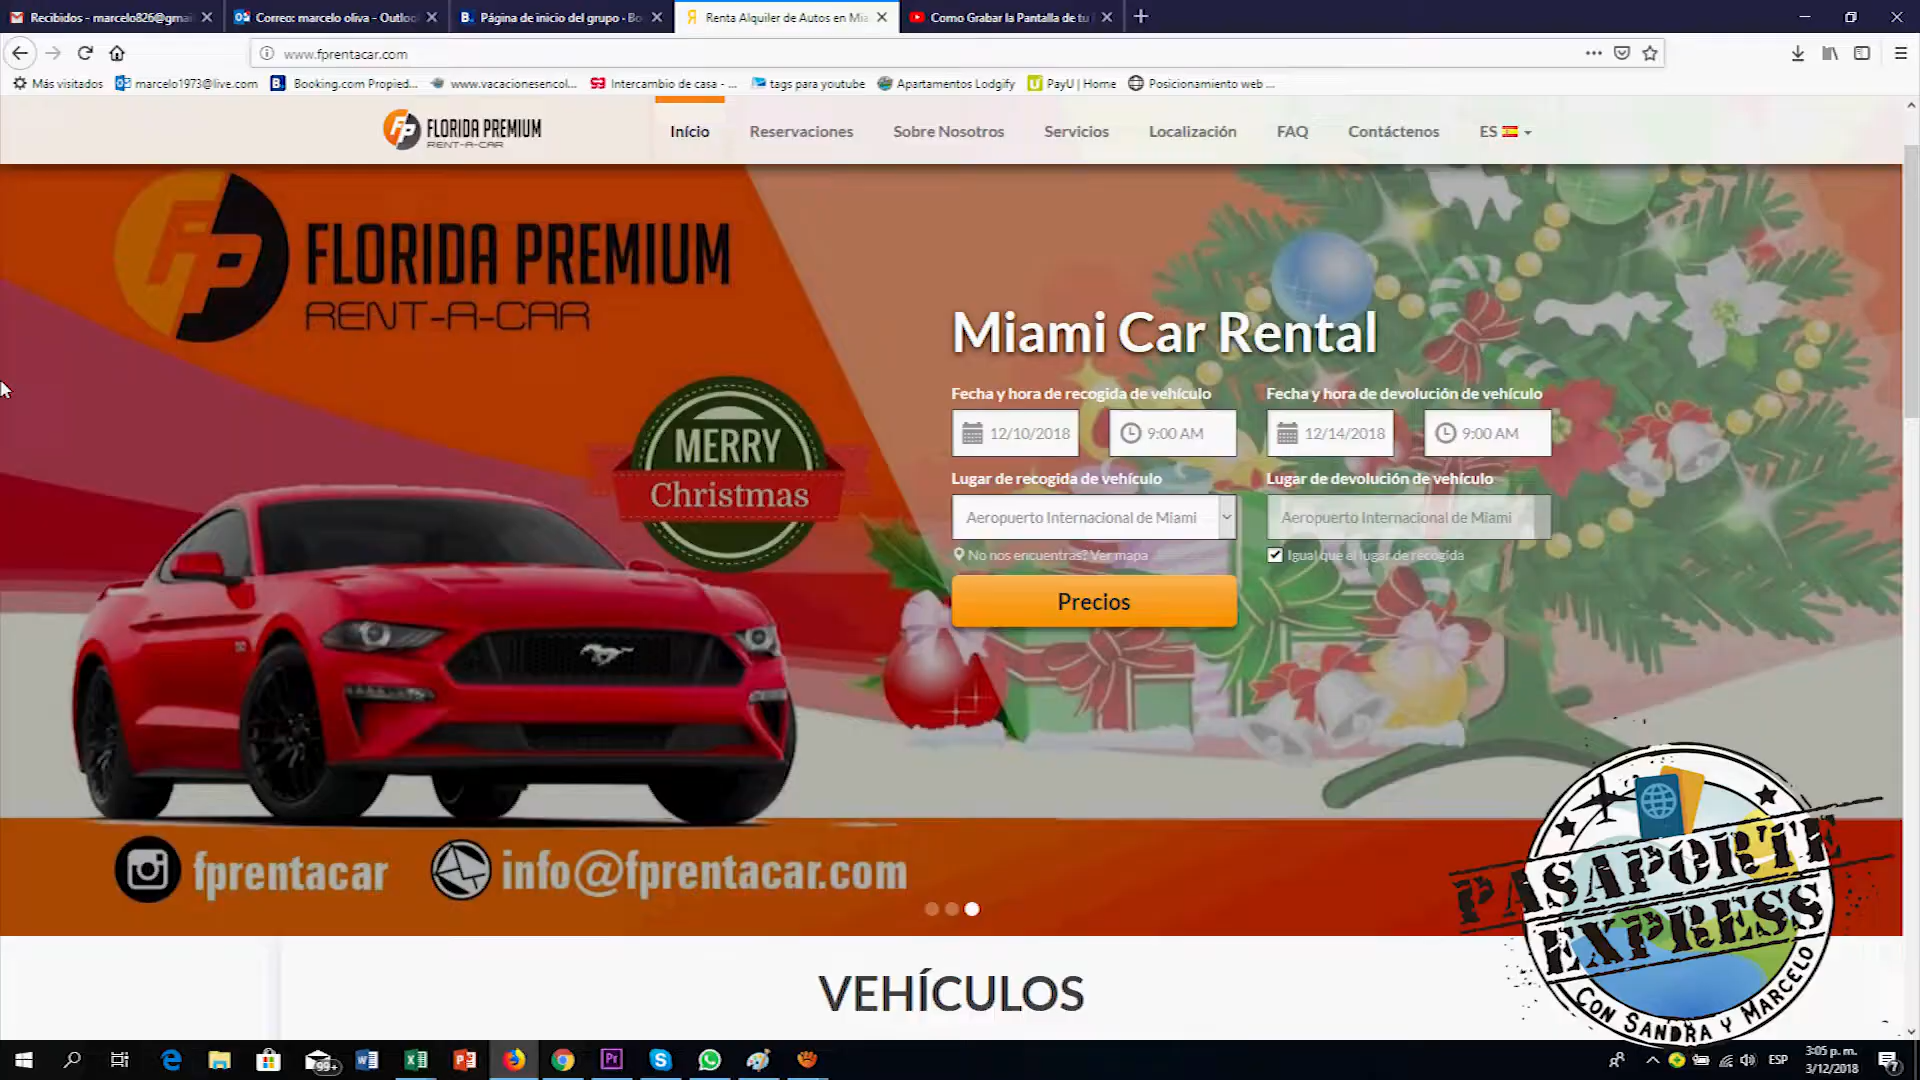 Recibidos - marcelo826@gmai
Correo: marcelo oliva - Outloo
Página de inicio del grupo - Bo
Renta Alquiler de Autos en Mia
Como Grabar la Pantalla de tu
www.fprentacar.com
Más visitados
marcelo1973@live.com
Booking.com Propied...
www.vacacionesencol...
Intercambio de casa - ...
tags para youtube
Apartamentos Lodgify
PayU | Home
Posicionamiento web ...
FP FLORIDA PREMIUM
RENT-A-CAR
Início
Reservaciones
Sobre Nosotros
Servicios
Localización
FAQ
Contáctenos
ES
FP FLORIDA PREMIUM
RENT-A-CAR
MERRY
Christmas
Miami Car Rental
Fecha y hora de recogida de vehículo
Fecha y hora de devolución de vehículo
12/10/2018
9:00 AM
12/14/2018
9:00 AM
Lugar de recogida de vehículo
Lugar de devolución de vehículo
Aeropuerto Internacional de Miami
Aeropuerto Internacional de Miami
No nos encuentras? Ver mapa
Igual que el lugar de recogida
Precios
fprentacar
info@fprentacar.com
PASAPORTE
EXPRESS
CON SANDRA Y MARCELO
VEHÍCULOS
99+
ESP
3:05 p. m.
3/12/2018
7